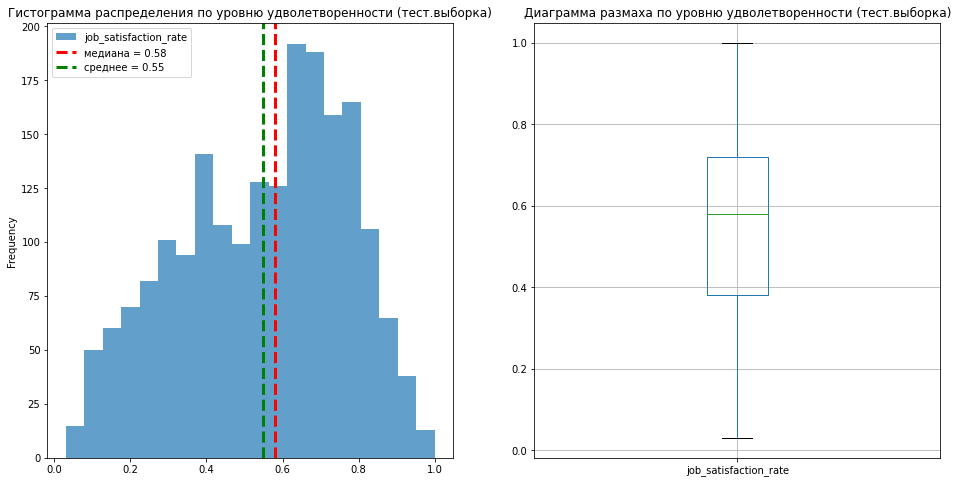 Гистограмма распределения по уровню удволетворенности (тест.выборка)
job_satisfaction_rate
медиана = 0.58
среднее = 0.55
Frequency
200
175
150
125
100
75
50
25
0
0.0 0.2 0.4 0.6 0.8 1.0
Диаграмма размаха по уровню удволетворенности (тест.выборка)
1.0
0.8
0.6
0.4
0.2
0.0
job_satisfaction_rate